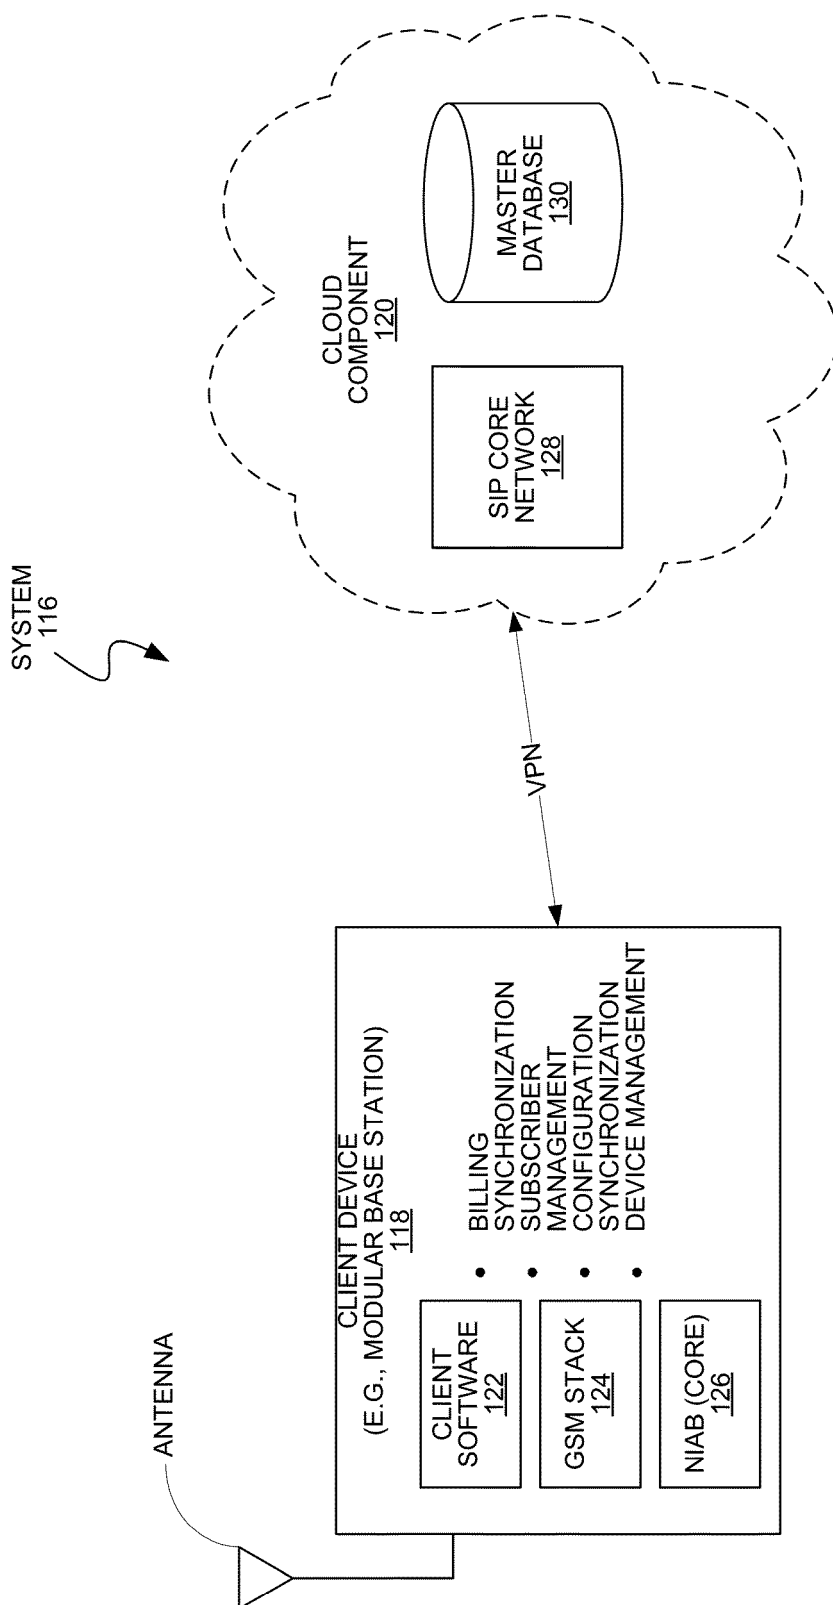 SYSTEM
116
ANTENNA
CLIENT DEVICE
(E.G., MODULAR BASE STATION)
118
CLIENT
SOFTWARE
122
GSM STACK
124
NIAB (CORE)
126
• BILLING
SYNCHRONIZATION
• SUBSCRIBER
MANAGEMENT
• CONFIGURATION
SYNCHRONIZATION
• DEVICE MANAGEMENT
VPN
CLOUD
COMPONENT
120
SIP CORE
NETWORK
128
MASTER
DATABASE
130